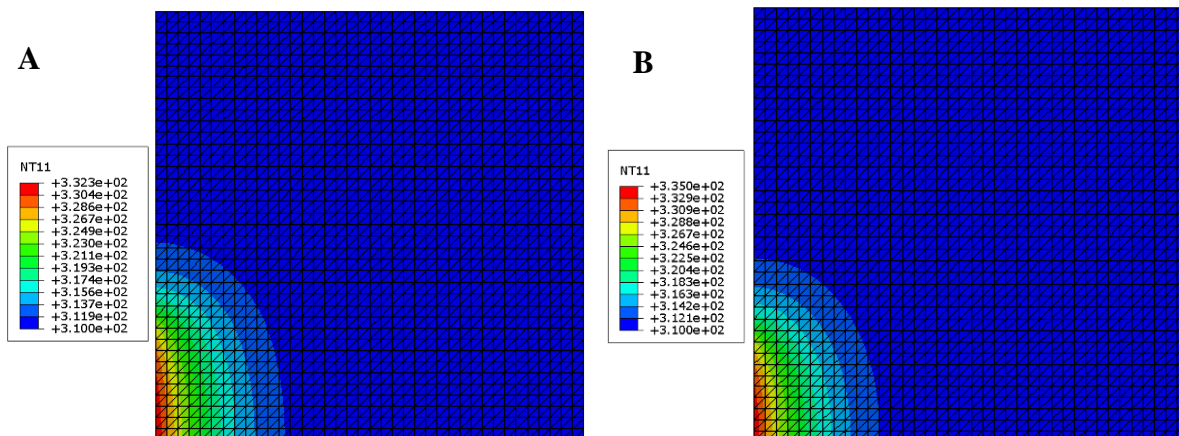 A
NT11
+3.323e+02
+3.304e+02
+3.286e+02
+3.267e+02
+3.249e+02
+3.230e+02
+3.211e+02
+3.193e+02
+3.174e+02
+3.156e+02
+3.137e+02
+3.119e+02
+3.100e+02
B
NT11
+3.350e+02
+3.329e+02
+3.309e+02
+3.288e+02
+3.267e+02
+3.246e+02
+3.225e+02
+3.204e+02
+3.183e+02
+3.163e+02
+3.142e+02
+3.121e+02
+3.100e+02